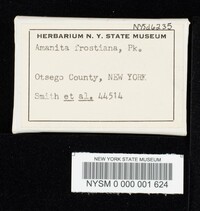 NYSd6235
HERBARIUM N. Y. STATE MUSEUM
Amanita frostiana, Pk.
Otsego County, NEW YORK
Smith et al. 44514
NEW YORK STATE MUSEUM
NYSM 0 000 001 624